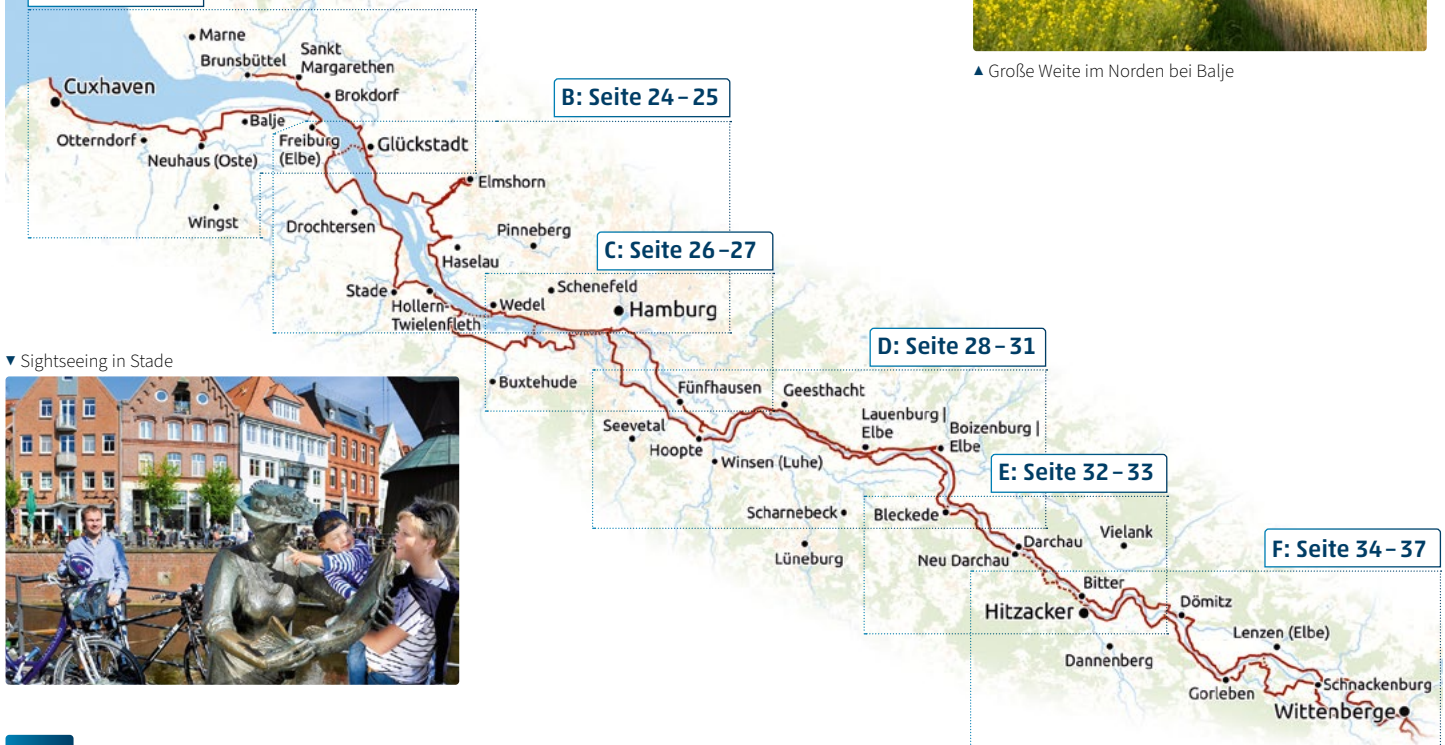 Marne
Brunsbüttel
Sankt
Margarethen
▲ Große Weite im Norden bei Balje
Cuxhaven
Brokdorf
B: Seite 24 – 25
Balje
Otterndorf
Neuhaus (Oste)
Freiburg
(Elbe)
Glückstadt
Elmshorn
Wingst
Drochtersen
Pinneberg
C: Seite 26 – 27
Haselau
Stade
Hollern-
Twielenfleth
Wedel
Schenefeld
Hamburg
D: Seite 28 – 31
▼ Sightseeing in Stade
Buxtehude
Fünfhausen
Geesthacht
Seevetal
Hoopte
Lauenburg |
Elbe
Boizenburg |
Elbe
Winsen (Luhe)
E: Seite 32 – 33
Scharnebeck
Bleckede
Lüneburg
Neu Darchau
Darchau
Vielank
F: Seite 34 – 37
Bitter
Hitzacker
Dömitz
Lenzen (Elbe)
Dannenberg
Gorleben
Schnackenburg
Wittenberge